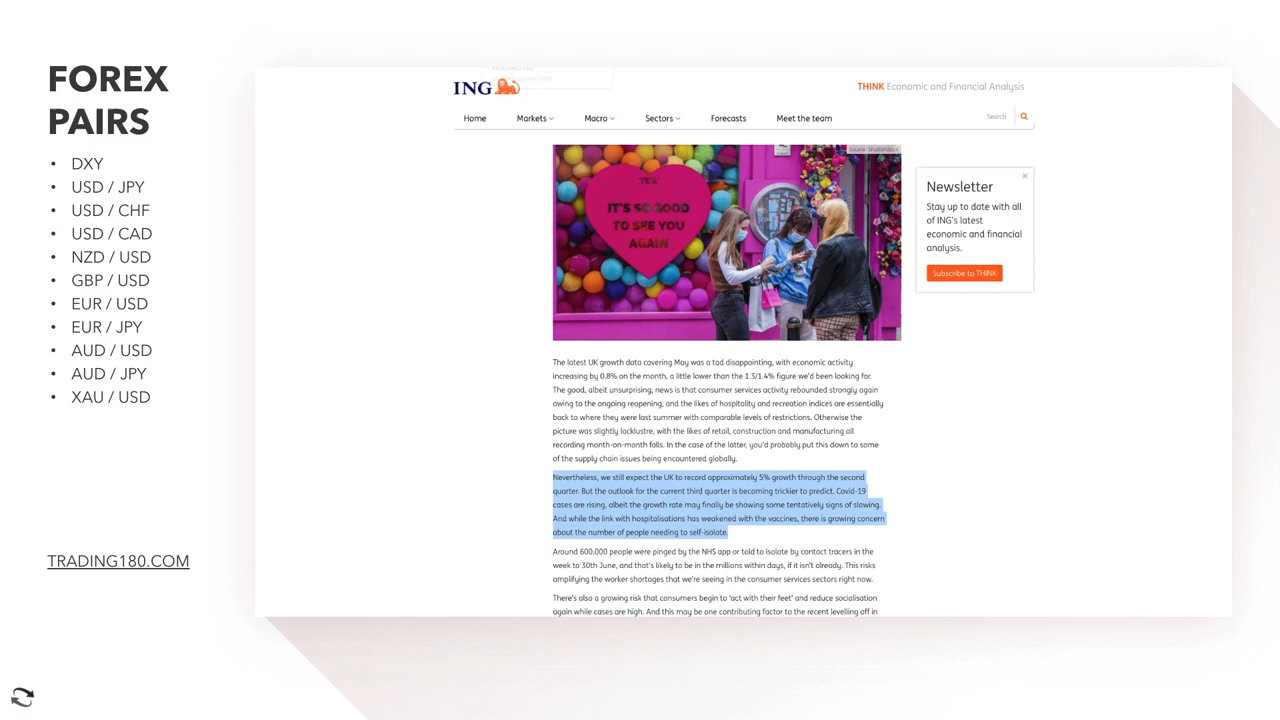 FOREX
PAIRS
• DXY
• USD / JPY
• USD / CHF
• USD / CAD
• NZD / USD
• GBP / USD
• EUR / USD
• EUR / JPY
• AUD / USD
• AUD / JPY
• XAU / USD
TRADING180.COM
ING
THINK Economic and Financial Analysis
Home Markets Macro Sectors Forecasts Meet the team
Search
Source: Shutterstock
IT'S SO GOOD
TO SEE YOU
AGAIN
Newsletter
Stay up to date with all
of ING's latest
economic and financial
analysis.
Subscribe to THINK
The latest UK growth data covering May was a tad disappointing, with economic activity
increasing by 0.8% on the month, a little lower than the 1.3/1.4% figure we'd been looking for.
The good, albeit unsurprising, news is that consumer services activity rebounded strongly again
owing to the ongoing reopening, and the likes of hospitality and recreation indices are essentially
back to where they were last summer with comparable levels of restrictions. Otherwise the
picture was slightly lacklustre, with the likes of retail, construction and manufacturing all
recording month-on-month falls. In the case of the latter, you'd probably put this down to some
of the supply chain issues being encountered globally.
Nevertheless, we still expect the UK to record approximately 5% growth through the second
quarter. But the outlook for the current third quarter is becoming trickier to predict. Covid-19
cases are rising, albeit the growth rate may finally be showing some tentatively signs of slowing.
And while the link with hospitalisations has weakened with the vaccines, there is growing concern
about the number of people needing to self-isolate.
Around 600,000 people were pinged by the NHS app or told to isolate by contact tracers in the
week to 30th June, and that's likely to be in the millions within days, if it isn't already. This risks
amplifying the worker shortages that we're seeing in the consumer services sectors right now.
There's also a growing risk that consumers begin to 'act with their feet' and reduce socialisation
again while cases are high. And this may be one contributing factor to the recent levelling off in